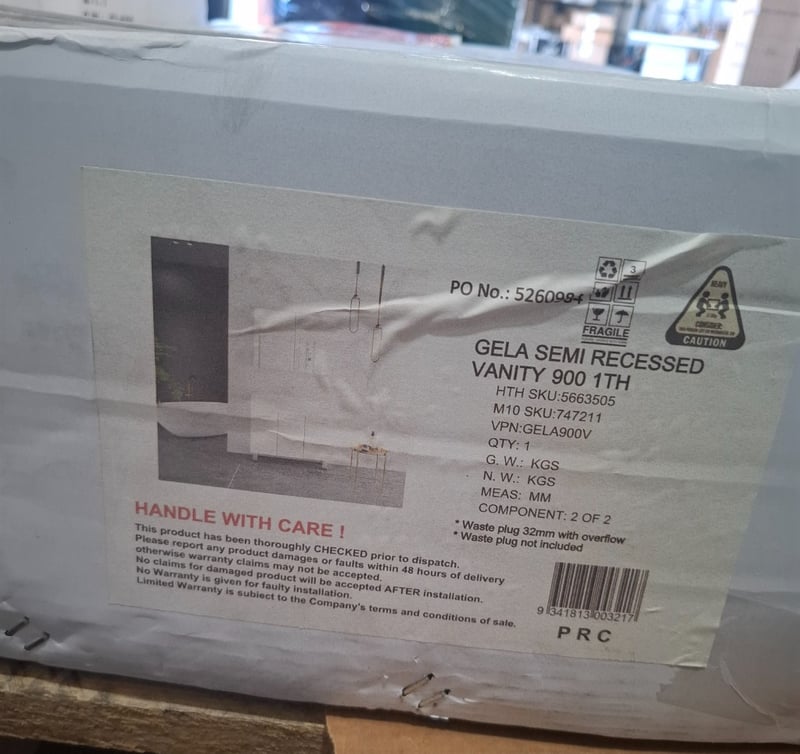 PO No.: 5260994
3
FRAGILE
HEAVY
CONSIDER:
CAUTION
GELA SEMI RECESSED
VANITY 900 1TH
HTH SKU:5663505
M10 SKU:747211
VPN:GELA900V
QTY: 1
G. W.: KGS
N. W.: KGS
MEAS: MM
COMPONENT: 2 OF 2
* Waste plug 32mm with overflow
* Waste plug not included
HANDLE WITH CARE !
This product has been thoroughly CHECKED prior to dispatch.
Please report any product damages or faults within 48 hours of delivery
otherwise warranty claims may not be accepted.
No claims for damaged product will be accepted AFTER installation.
No Warranty is given for faulty installation.
Limited Warranty is subject to the Company's terms and conditions of sale.
9 341813 003217
PRC